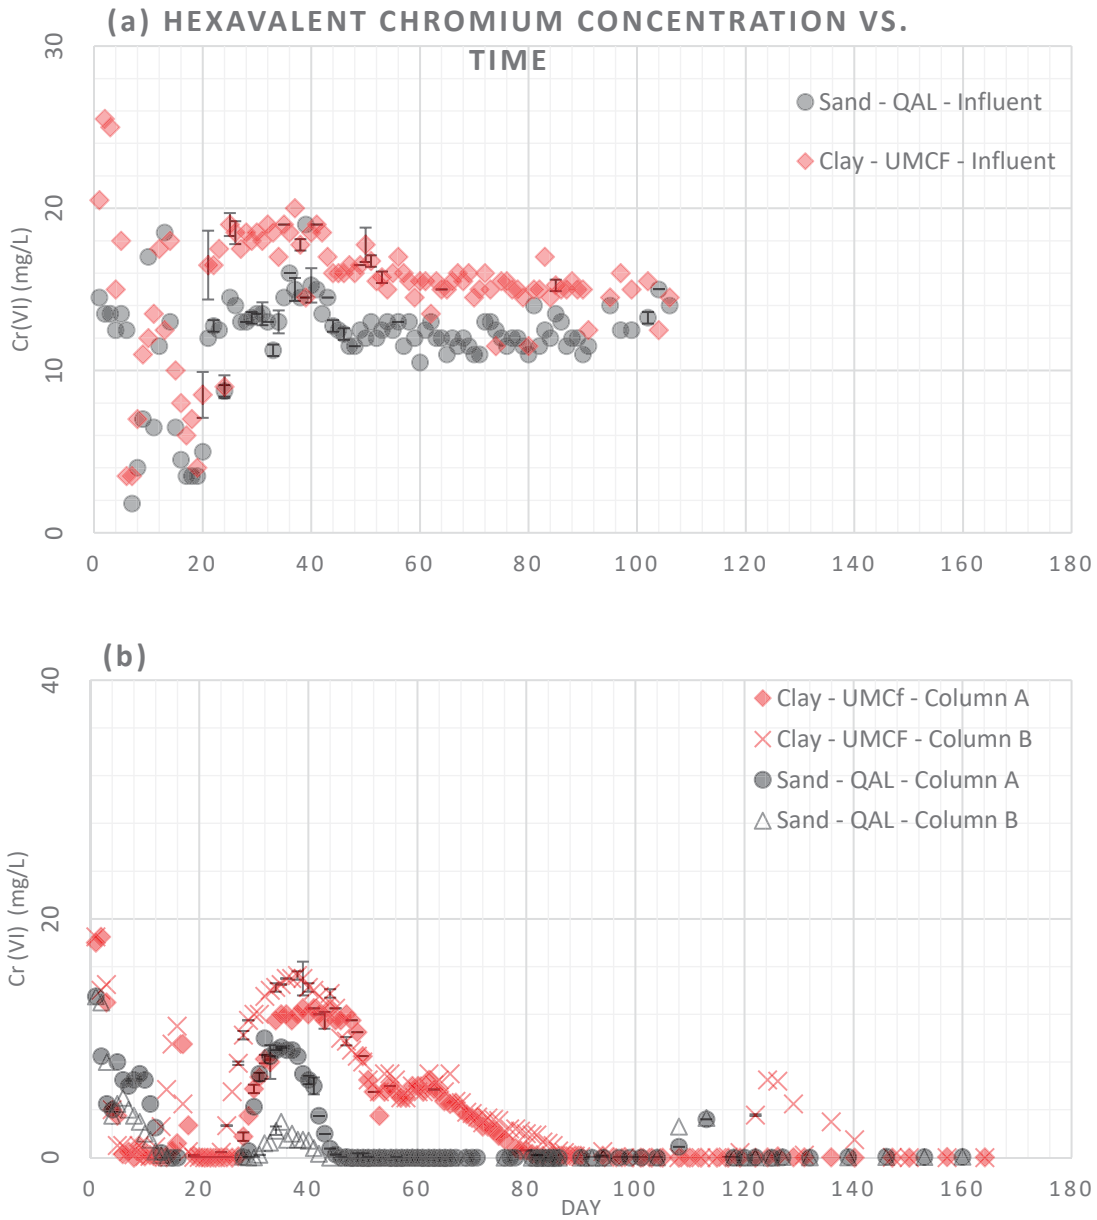 (a) HEXAVALENT CHROMIUM CONCENTRATION VS.
TIME
30
20
10
0
Cr(VI) (mg/L)
Sand - QAL - Influent
Clay - UMCF - Influent
0 20 40 60 80 100 120 140 160 180
(b)
40
20
0
Cr (VI) (mg/L)
Clay - UMCf - Column A
Clay - UMCF - Column B
Sand - QAL - Column A
Sand - QAL - Column B
0 20 40 60 80 100 120 140 160 180
DAY